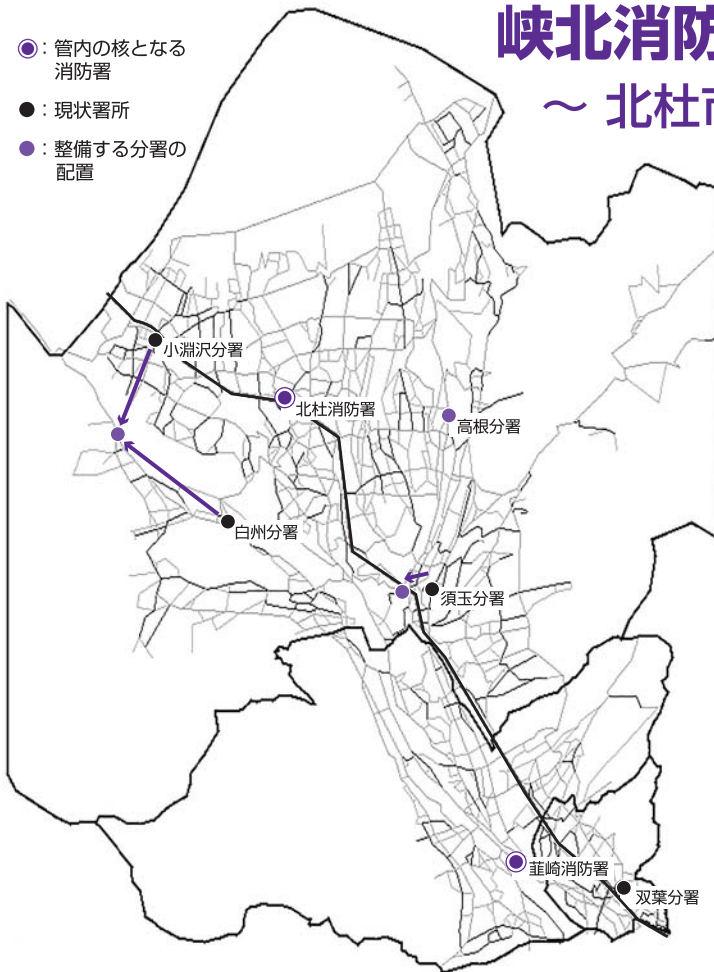 峡北消防
～ 北杜市
：管内の核となる
消防署
：現状署所
：整備する分署の
配置
小淵沢分署
北杜消防署
高根分署
白州分署
須玉分署
韮崎消防署
双葉分署